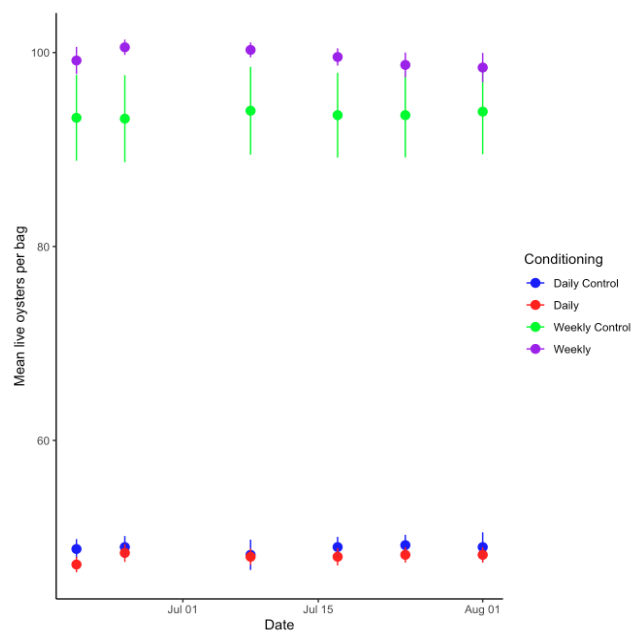 100
80
60
Mean live oysters per bag
Jul 01
Jul 15
Aug 01
Date
Conditioning
Daily Control
Daily
Weekly Control
Weekly